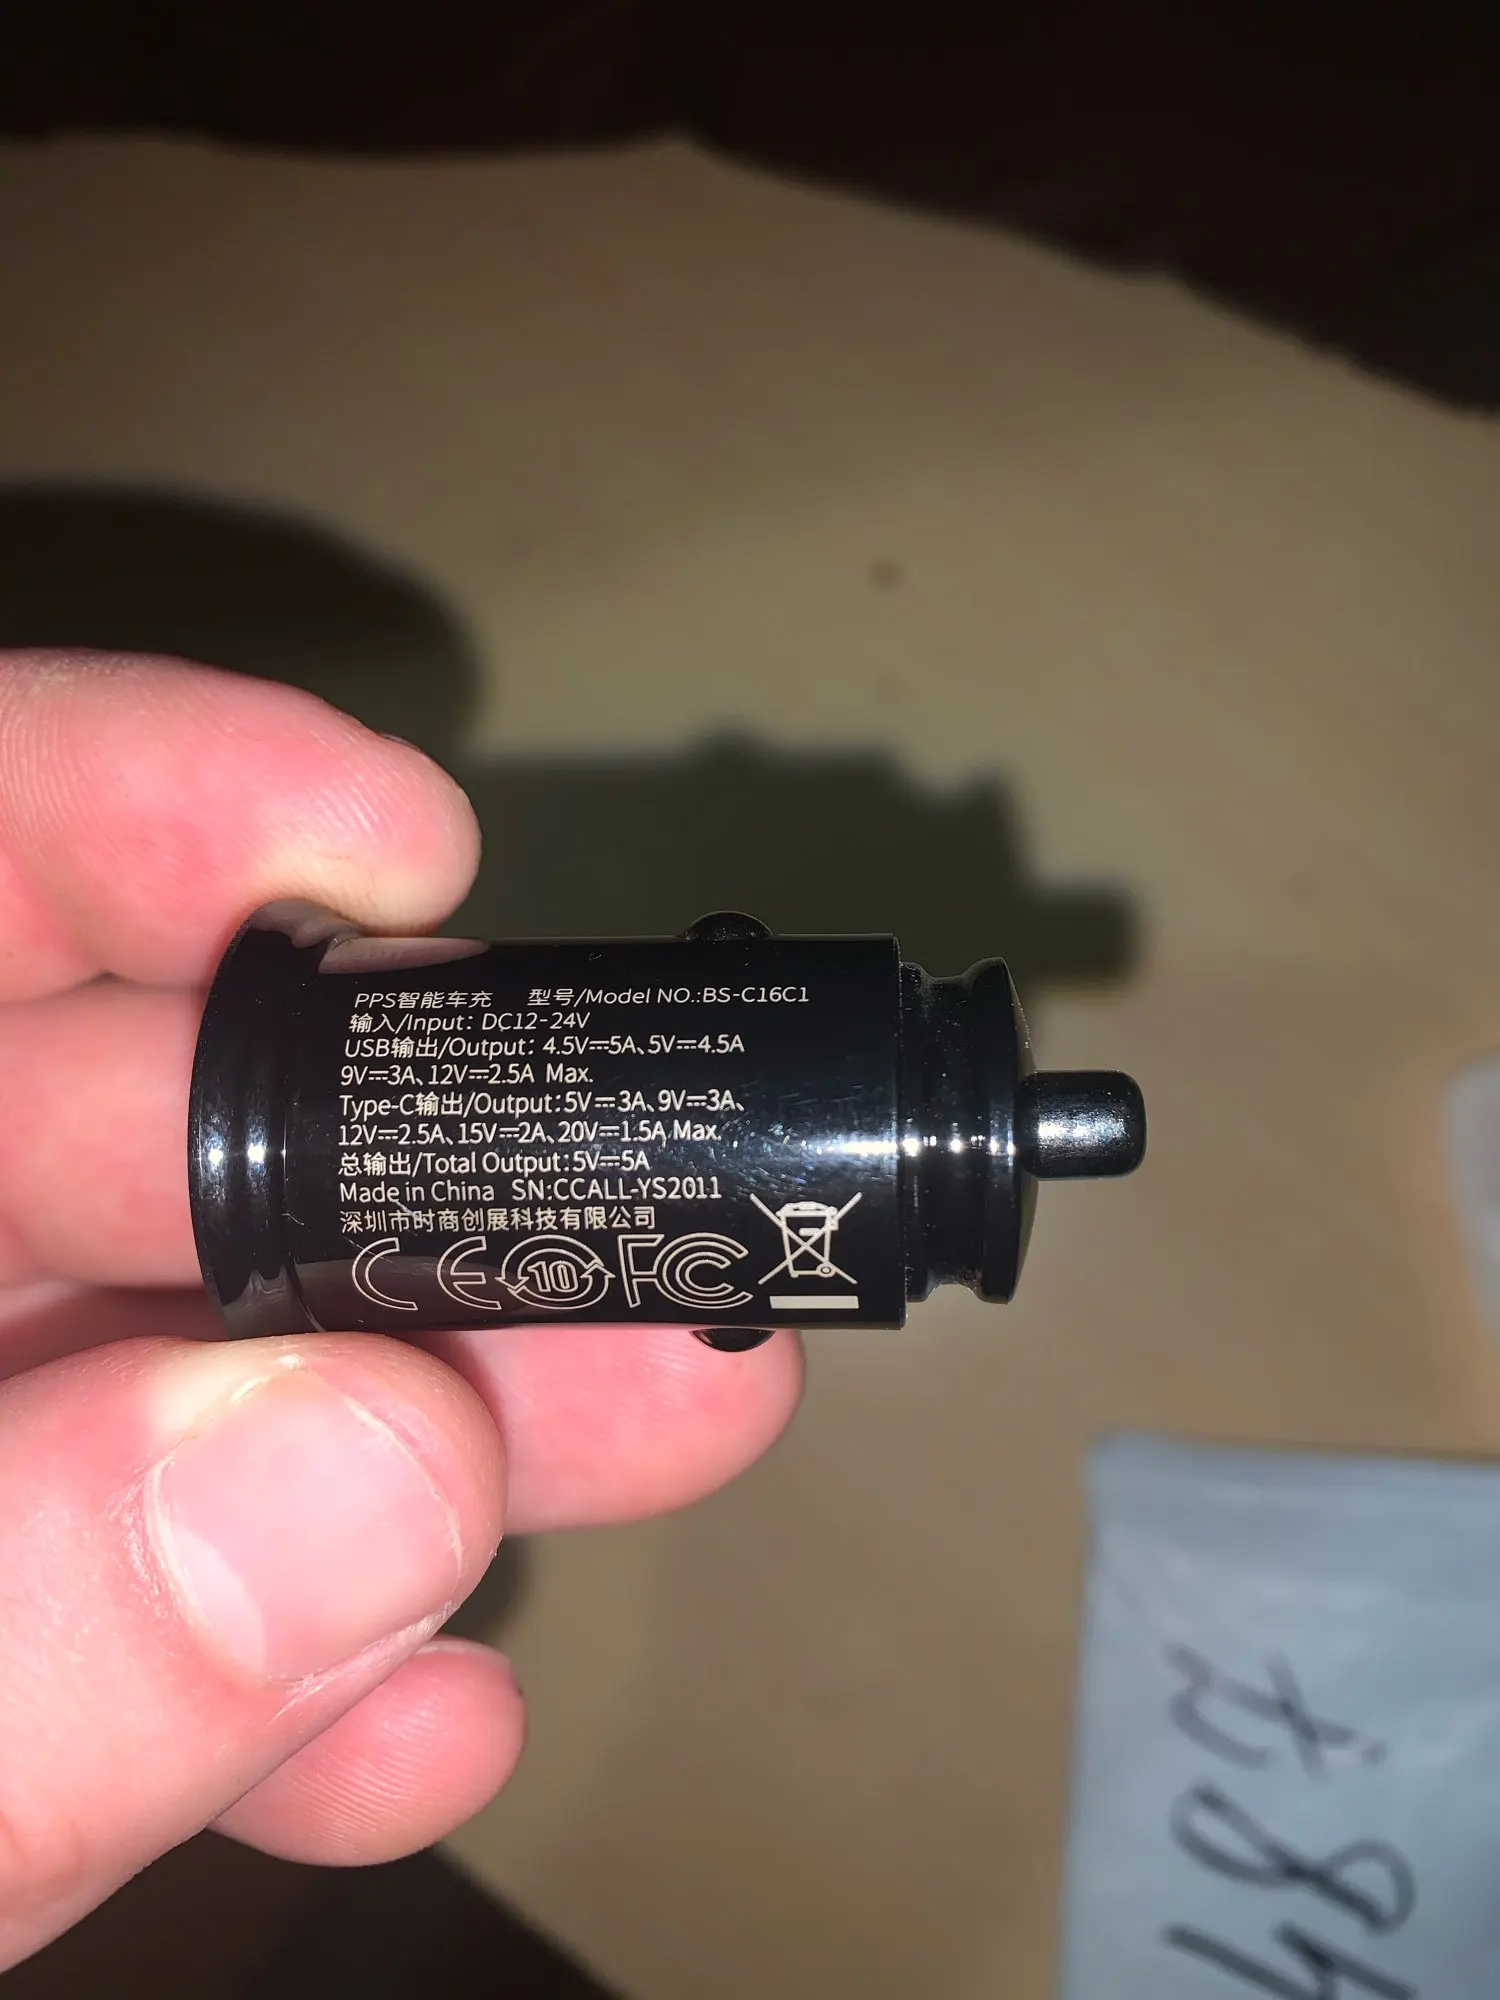 PPS智能车充 型号/Model NO.:BS-C16C1
输入/Input: DC12-24V
USB输出/Output: 4.5V⎓5A、5V⎓4.5A
9V⎓3A、12V⎓2.5A Max.
Type-C输出/Output:5V⎓3A、9V⎓3A、
12V⎓2.5A、15V⎓2A、20V⎓1.5A Max.
总输出/Total Output:5V⎓5A
Made in China SN:CCALL-YS2011
深圳市时商创展科技有限公司
CE 10 FC